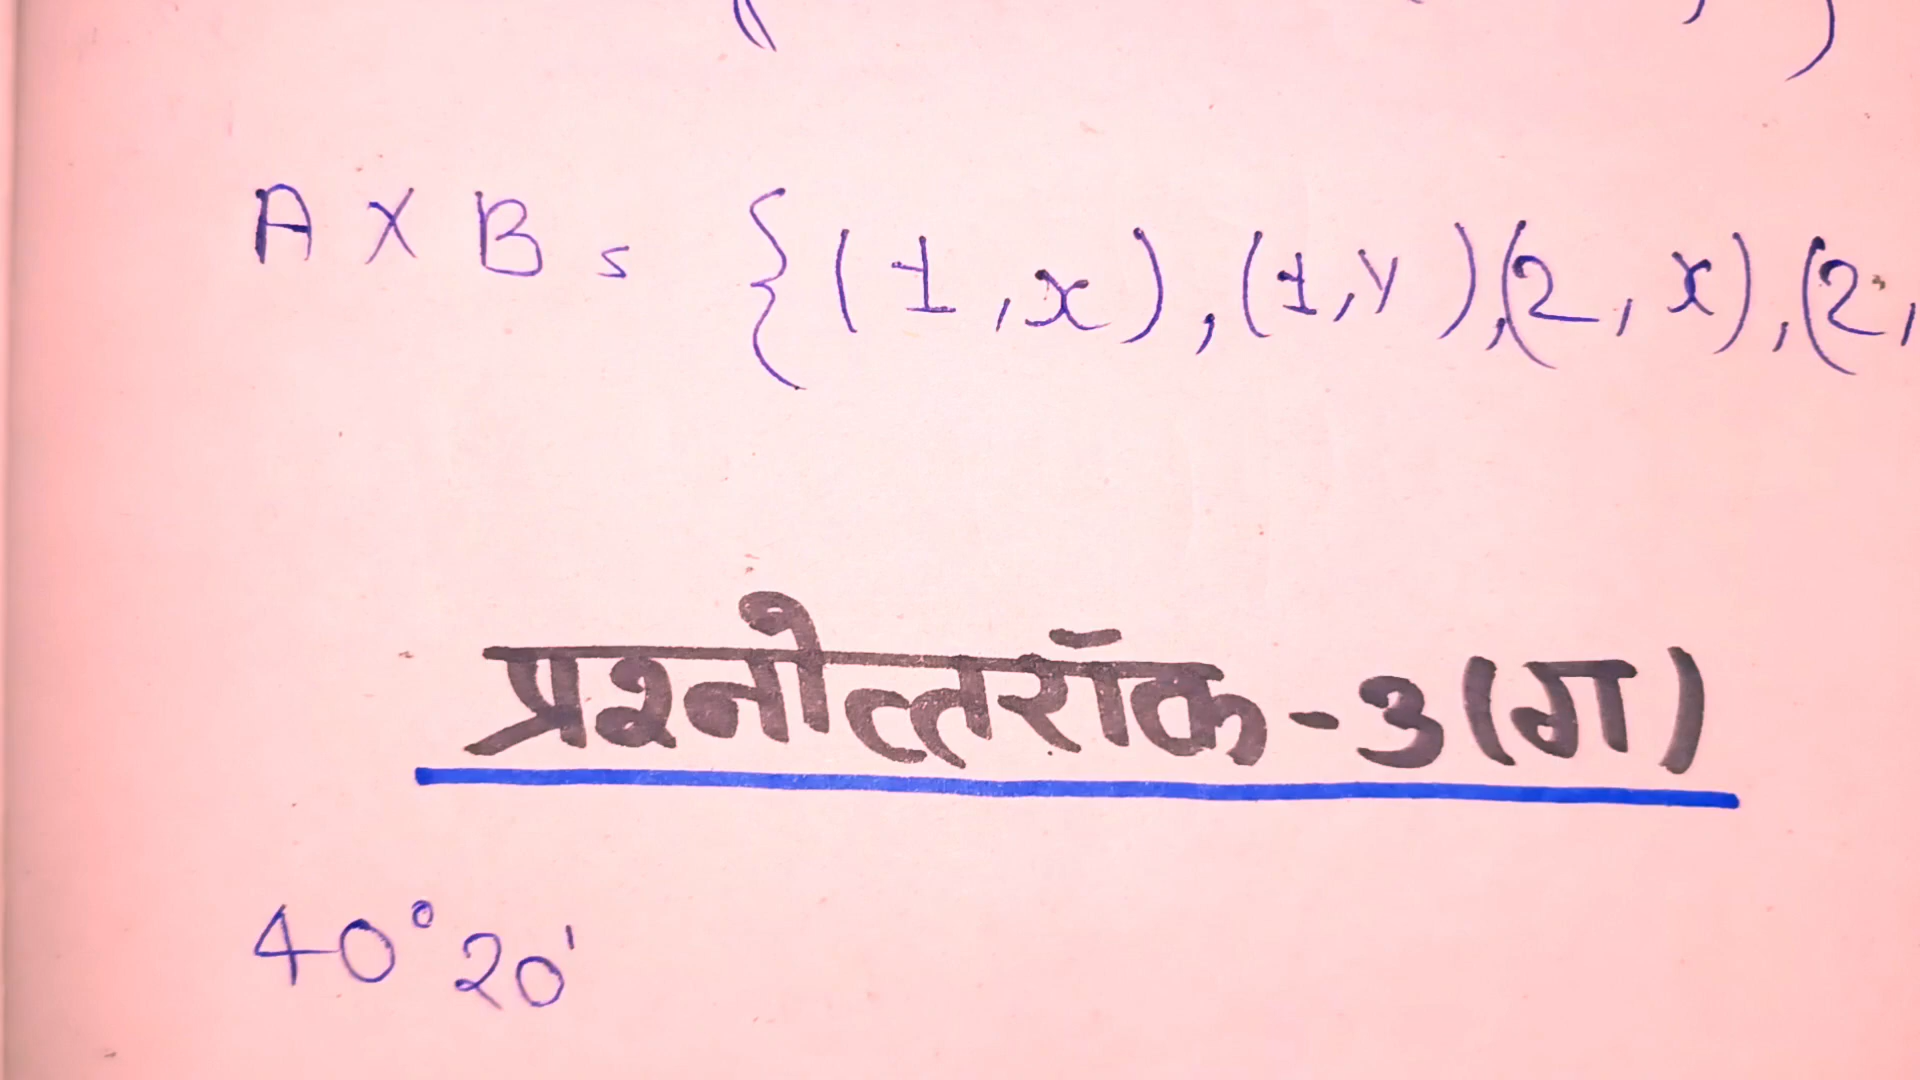 A X B = {(1,x),(1,y),(2,x),(2,
प्रश्नोत्तरॉक-3(ग)
40°20'